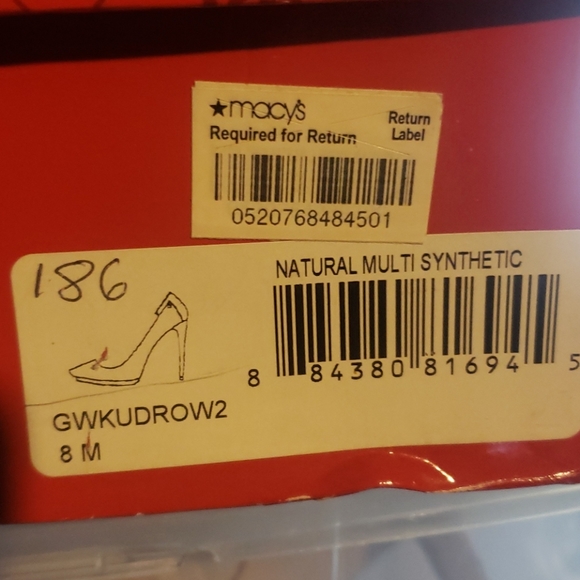 ★macy's
Return
Label
Required for Return
0520768484501
186
NATURAL MULTI SYNTHETIC
8 84380 81694 5
GWKUDROW2
8 M